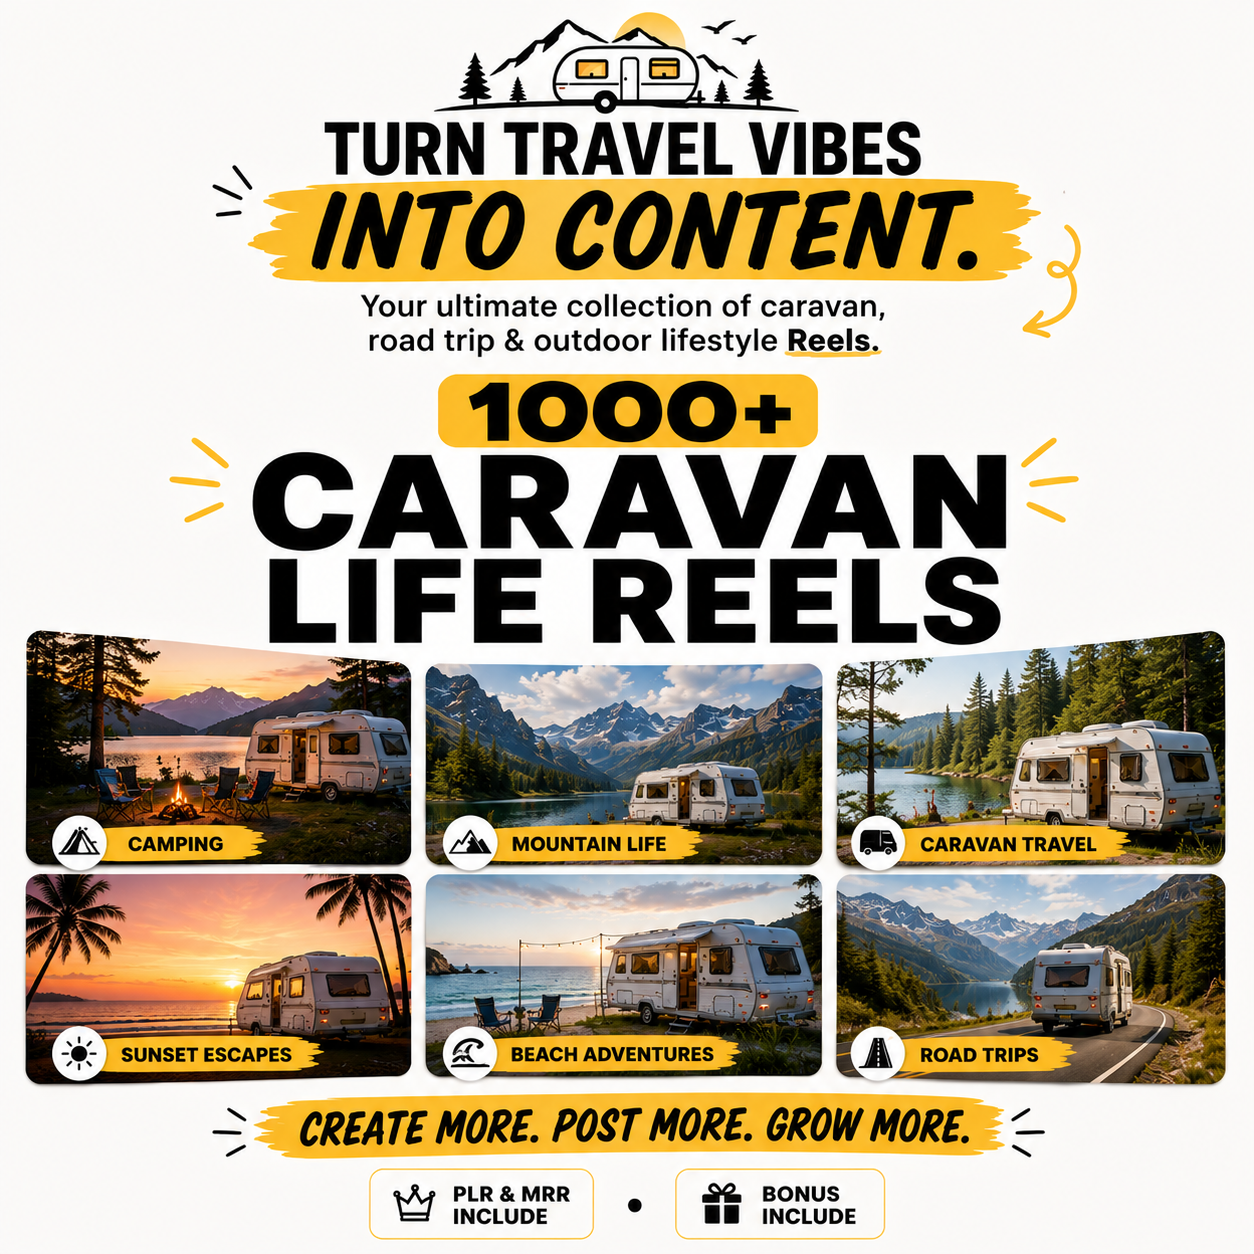 TURN TRAVEL VIBES
INTO CONTENT.
Your ultimate collection of caravan,
road trip & outdoor lifestyle Reels.
1000+
CARAVAN
LIFE REELS
CAMPING
MOUNTAIN LIFE
CARAVAN TRAVEL
SUNSET ESCAPES
BEACH ADVENTURES
ROAD TRIPS
CREATE MORE. POST MORE. GROW MORE.
PLR & MRR
INCLUDE
BONUS
INCLUDE